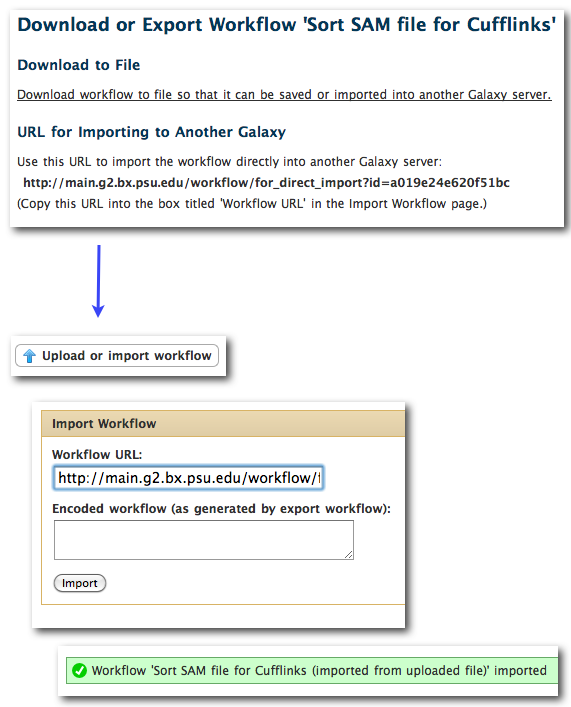 Download or Export Workflow 'Sort SAM file for Cufflinks'
Download to File
Download workflow to file so that it can be saved or imported into another Galaxy server.
URL for Importing to Another Galaxy
Use this URL to import the workflow directly into another Galaxy server:
http://main.g2.bx.psu.edu/workflow/for_direct_import?id=a019e24e620f51bc
(Copy this URL into the box titled 'Workflow URL' in the Import Workflow page.)
Upload or import workflow
Import Workflow
Workflow URL:
http://main.g2.bx.psu.edu/workflow/f
Encoded workflow (as generated by export workflow):
Import
Workflow 'Sort SAM file for Cufflinks (imported from uploaded file)' imported